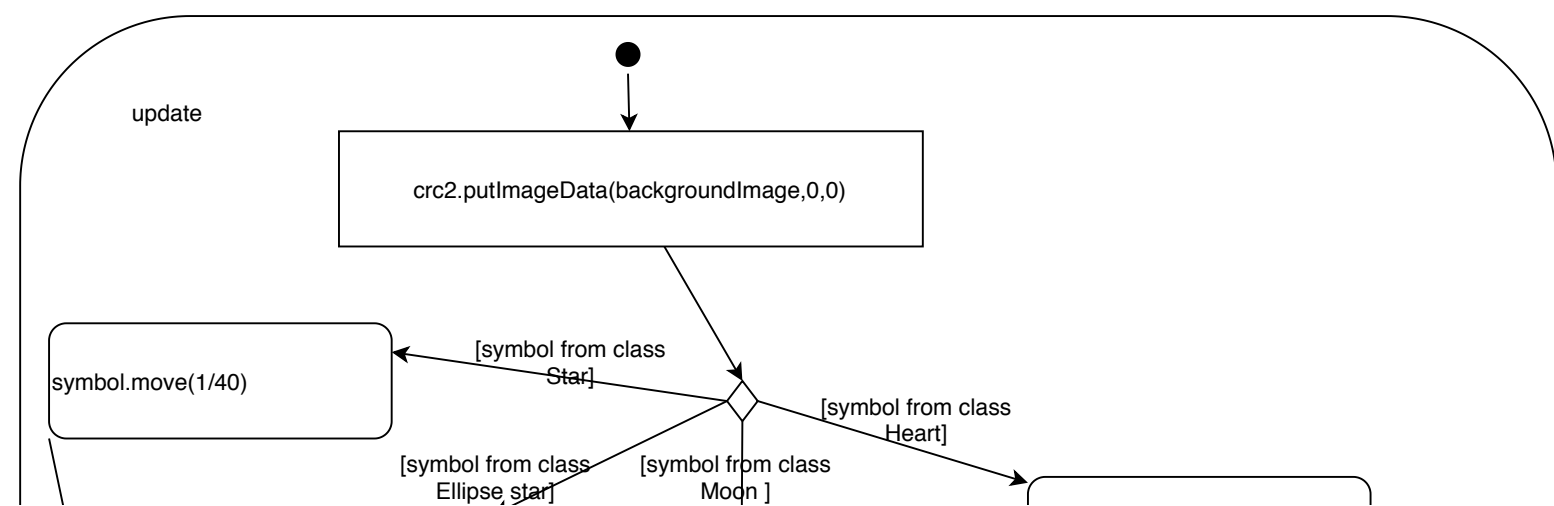 update
crc2.putImageData(backgroundImage,0,0)
[symbol from class
Star]
symbol.move(1/40)
[symbol from class
Heart]
[symbol from class
Ellipse star]
[symbol from class
Moon ]